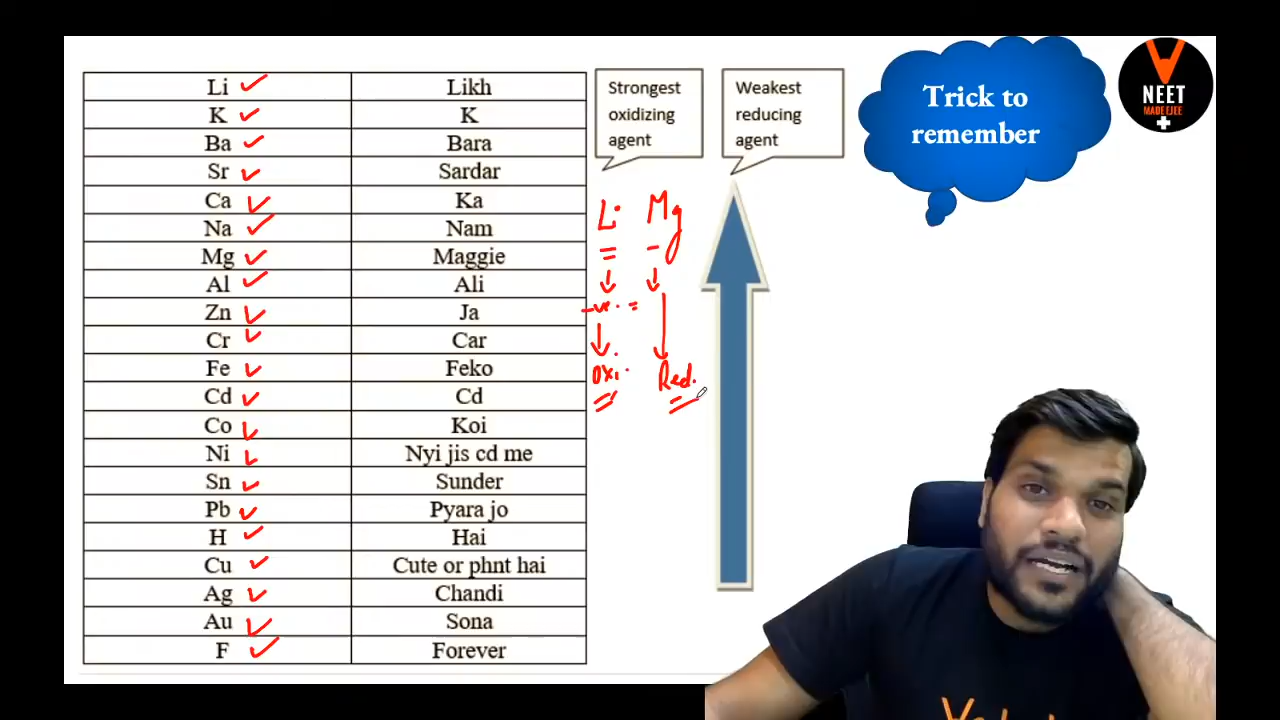 Li Likh
K K
Ba Bara
Sr Sardar
Ca Ka
Na Nam
Mg Maggie
Al Ali
Zn Ja
Cr Car
Fe Feko
Cd Cd
Co Koi
Ni Nyi jis cd me
Sn Sunder
Pb Pyara jo
H Hai
Cu Cute or phnt hai
Ag Chandi
Au Sona
F Forever
Strongest
oxidizing
agent
Weakest
reducing
agent
Li Mg
-ve. =
Oxi. Red.
Trick to
remember
NEET
MADE EJEE